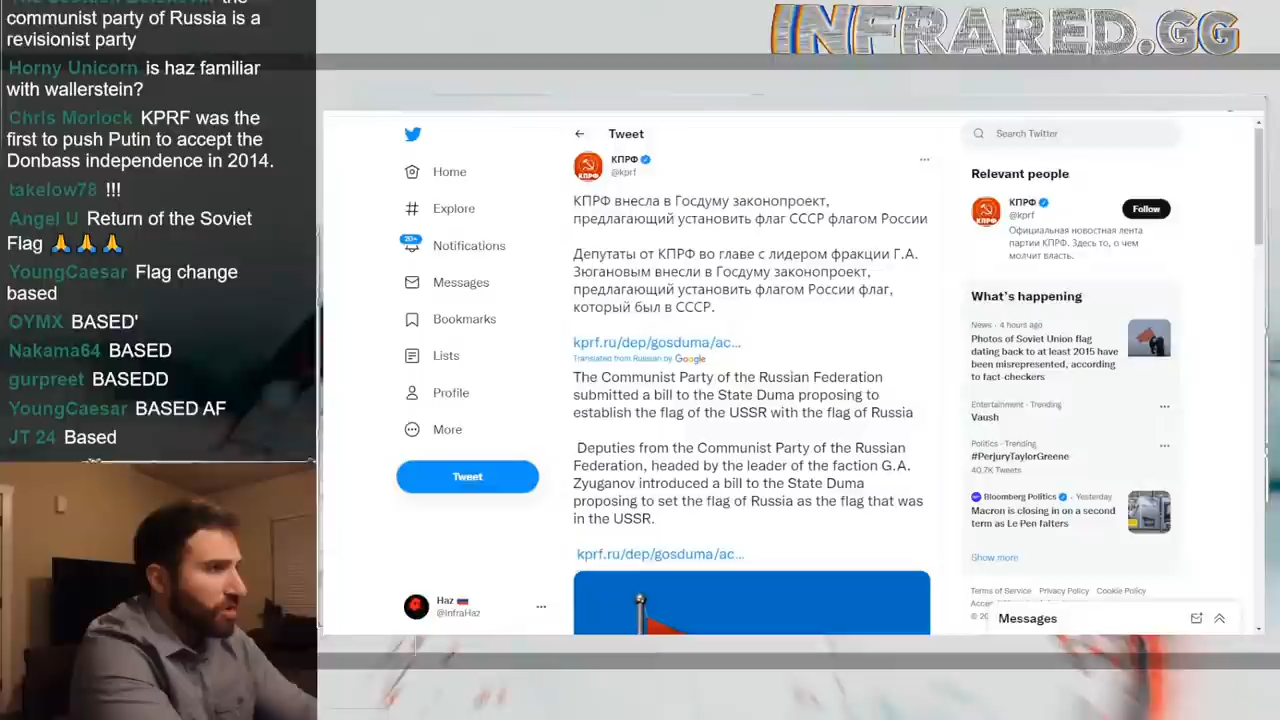 communist party of Russia is a
revisionist party
Horny Unicorn is haz familiar
with wallerstein?
Chris Morlock KPRF was the
first to push Putin to accept the
Donbass independence in 2014.
takelow78 !!!
Angel U Return of the Soviet
Flag 🙏🙏🙏
YoungCaesar Flag change
based
OYMX BASED'
Nakama64 BASED
gurpreet BASEDD
YoungCaesar BASED AF
JT 24 Based
INFRARED.GG
Home
Explore
20+
Notifications
Messages
Bookmarks
Lists
Profile
More
Tweet
Haz 🇷🇺
@InfraHaz
Tweet
КПРФ
@kprf
КПРФ внесла в Госдуму законопроект,
предлагающий установить флаг СССР флагом России
Депутаты от КПРФ во главе с лидером фракции Г.А.
Зюгановым внесли в Госдуму законопроект,
предлагающий установить флагом России флаг,
который был в СССР.
kprf.ru/dep/gosduma/ac...
Translated from Russian by Google
The Communist Party of the Russian Federation
submitted a bill to the State Duma proposing to
establish the flag of the USSR with the flag of Russia
Deputies from the Communist Party of the Russian
Federation, headed by the leader of the faction G.A.
Zyuganov introduced a bill to the State Duma
proposing to set the flag of Russia as the flag that was
in the USSR.
kprf.ru/dep/gosduma/ac...
Search Twitter
Relevant people
КПРФ
@kprf
Follow
Официальная новостная лента
партии КПРФ. Здесь то, о чем
молчит власть.
What's happening
News · 4 hours ago
Photos of Soviet Union flag
dating back to at least 2015 have
been misrepresented, according
to fact-checkers
Entertainment · Trending
Vaush
Politics · Trending
#PerjuryTaylorGreene
40.7K Tweets
Bloomberg Politics · Yesterday
Macron is closing in on a second
term as Le Pen falters
Show more
Terms of Service Privacy Policy Cookie Policy
Messages